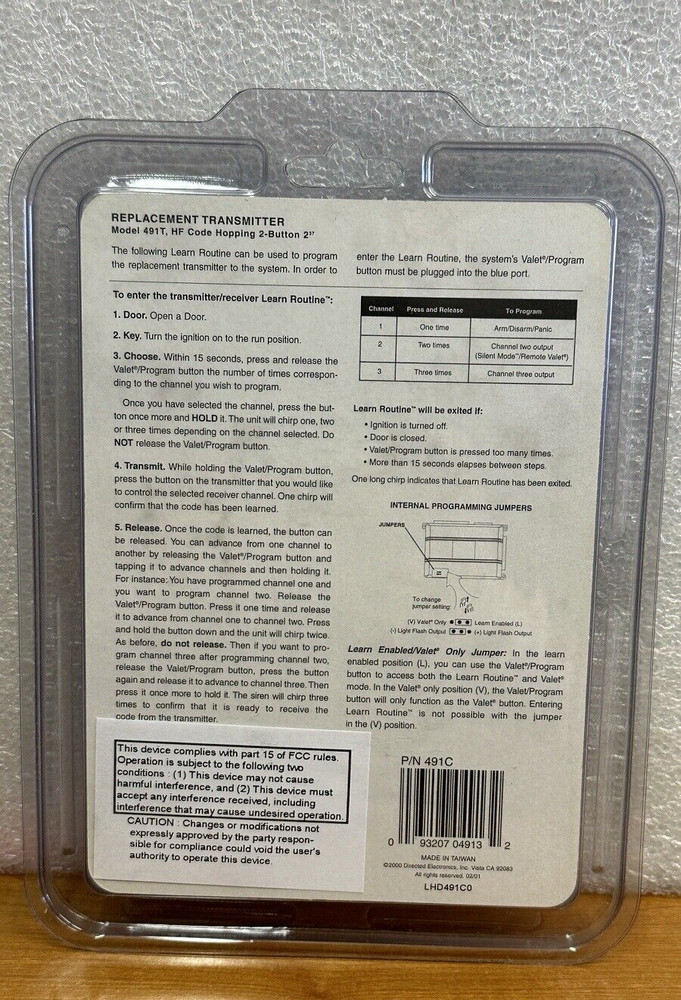 REPLACEMENT TRANSMITTER
Model 491T, HF Code Hopping 2-Button 2³⁷
The following Learn Routine can be used to program
the replacement transmitter to the system. In order to
enter the Learn Routine, the system's Valet®/Program
button must be plugged into the blue port.
To enter the transmitter/receiver Learn Routine™:
1. Door. Open a Door.
2. Key. Turn the ignition on to the run position.
3. Choose. Within 15 seconds, press and release the
Valet®/Program button the number of times correspon-
ding to the channel you wish to program.
Once you have selected the channel, press the but-
ton once more and HOLD it. The unit will chirp one, two
or three times depending on the channel selected. Do
NOT release the Valet/Program button.
4. Transmit. While holding the Valet/Program button,
press the button on the transmitter that you would like
to control the selected receiver channel. One chirp will
confirm that the code has been learned.
5. Release. Once the code is learned, the button can
be released. You can advance from one channel to
another by releasing the Valet®/Program button and
tapping it to advance channels and then holding it.
For instance: You have programmed channel one and
you want to program channel two. Release the
Valet®/Program button. Press it one time and release
it to advance from channel one to channel two. Press
and hold the button down and the unit will chirp twice.
As before, do not release. Then if you want to pro-
gram channel three after programming channel two,
release the Valet/Program button, press the button
again and release it to advance to channel three. Then
press it once more to hold it. The siren will chirp three
times to confirm that it is ready to receive the
code from the transmitter.
Channel Press and Release To Program
1 One time Arm/Disarm/Panic
2 Two times Channel two output
(Silent Mode™/Remote Valet®)
3 Three times Channel three output
Learn Routine™ will be exited if:
• Ignition is turned off.
• Door is closed.
• Valet/Program button is pressed too many times.
• More than 15 seconds elapses between steps.
One long chirp indicates that Learn Routine has been exited.
INTERNAL PROGRAMMING JUMPERS
JUMPERS
To change
jumper setting:
(V) Valet® Only Learn Enabled (L)
(-) Light Flash Output (+) Light Flash Output
Learn Enabled/Valet® Only Jumper: In the learn
enabled position (L), you can use the Valet®/Program
button to access both the Learn Routine™ and Valet®
mode. In the Valet® only position (V), the Valet/Program
button will only function as the Valet® button. Entering
Learn Routine™ is not possible with the jumper
in the (V) position.
This device complies with part 15 of FCC rules.
Operation is subject to the following two
conditions : (1) This device may not cause
harmful interference, and (2) This device must
accept any interference received, including
interference that may cause undesired operation.
CAUTION : Changes or modifications not
expressly approved by the party respon-
sible for compliance could void the user's
authority to operate this device.
P/N 491C
0 93207 04913 2
MADE IN TAIWAN
©2000 Directed Electronics, Inc. Vista CA 92083
All rights reserved. 02/01
LHD491C0